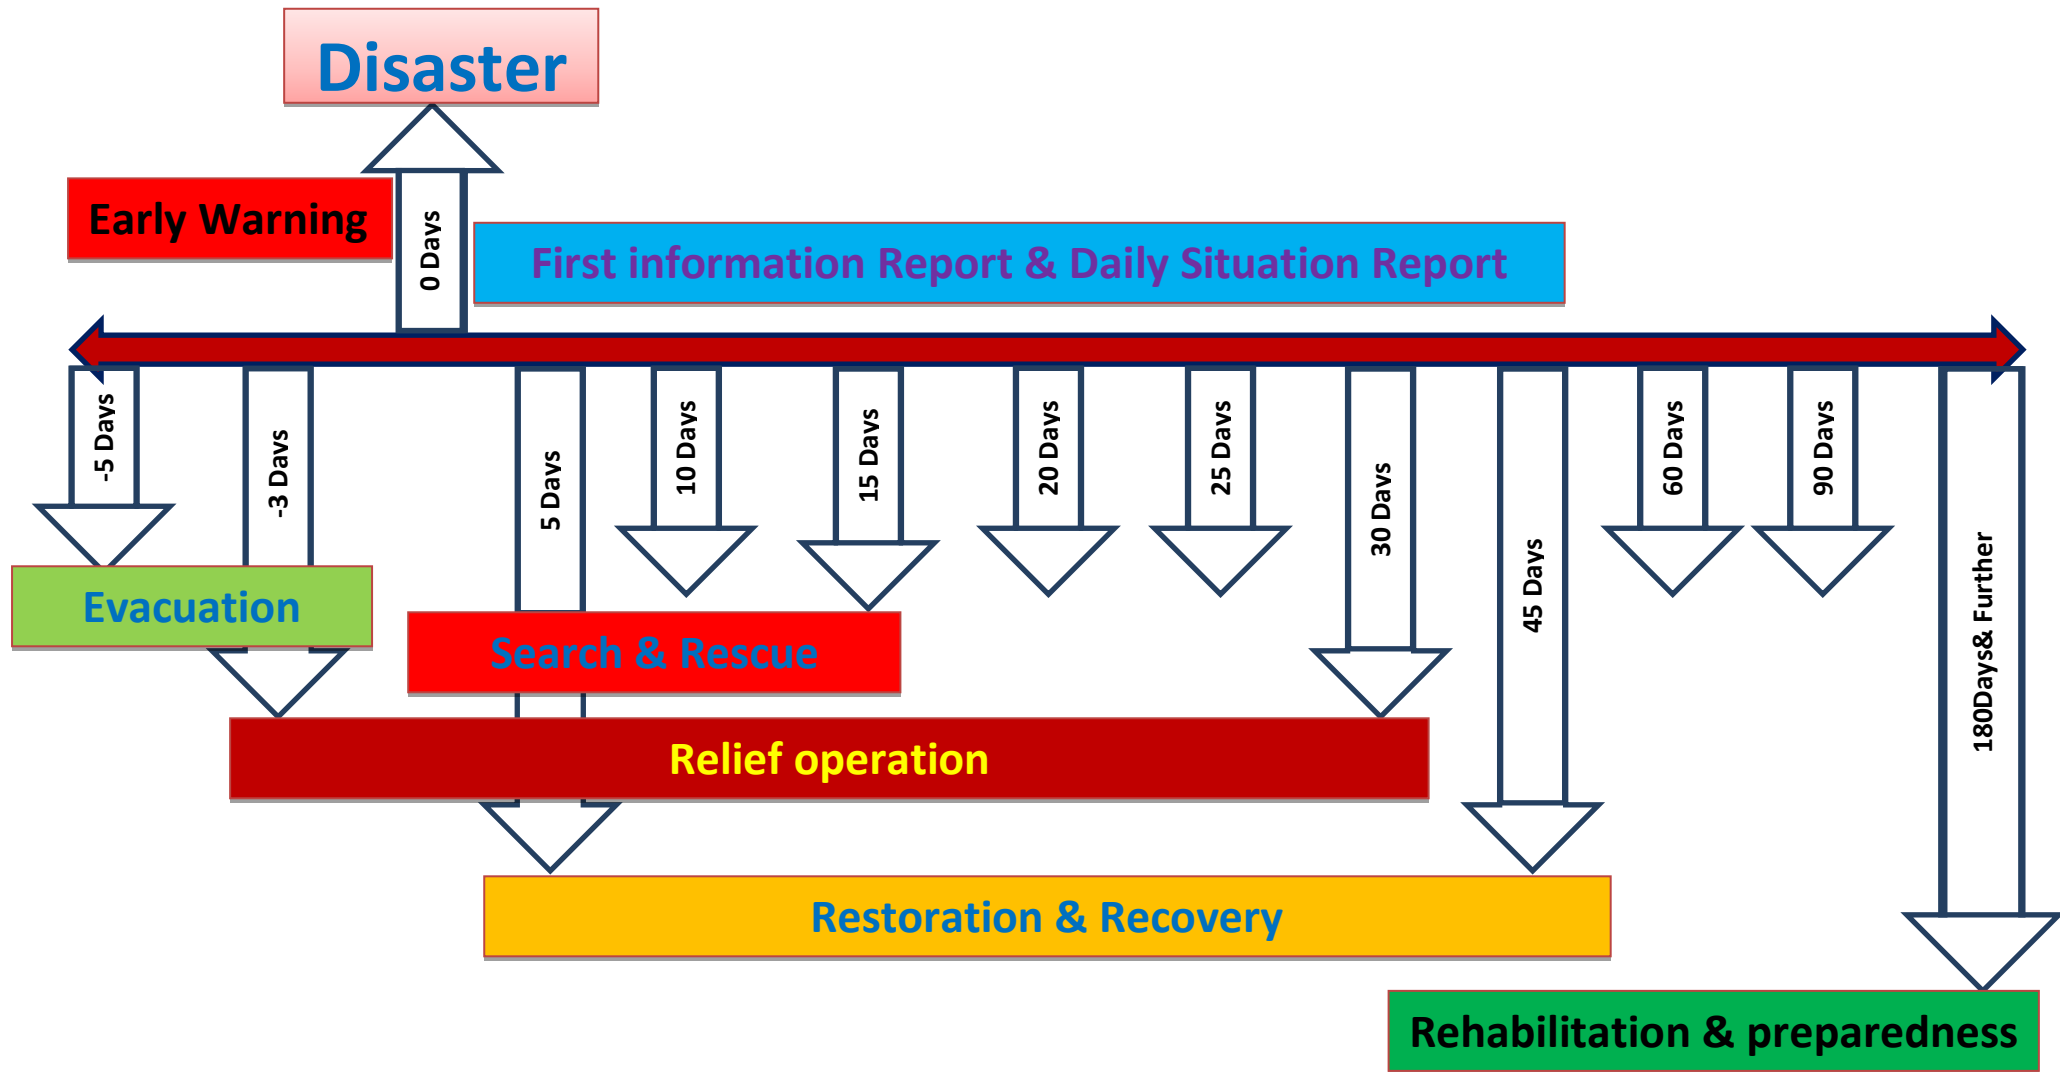 Disaster
Early Warning
0 Days
First information Report & Daily Situation Report
-5 Days
-3 Days
5 Days
10 Days
15 Days
20 Days
25 Days
30 Days
45 Days
60 Days
90 Days
180Days& Further
Evacuation
Search & Rescue
Relief operation
Restoration & Recovery
Rehabilitation & preparedness